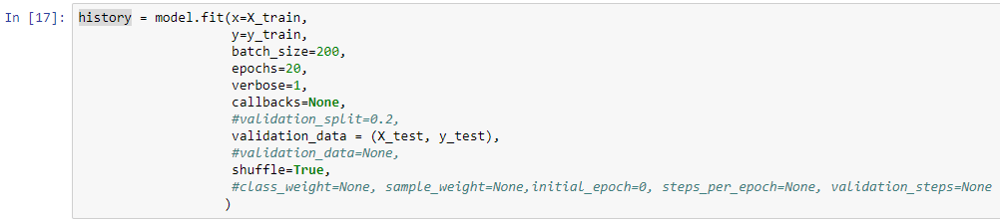 In [17]: history = model.fit(x=X_train,
y=y_train,
batch_size=200,
epochs=20,
verbose=1,
callbacks=None,
#validation_split=0.2,
validation_data = (X_test, y_test),
#validation_data=None,
shuffle=True,
#class_weight=None, sample_weight=None,initial_epoch=0, steps_per_epoch=None, validation_steps=None
)